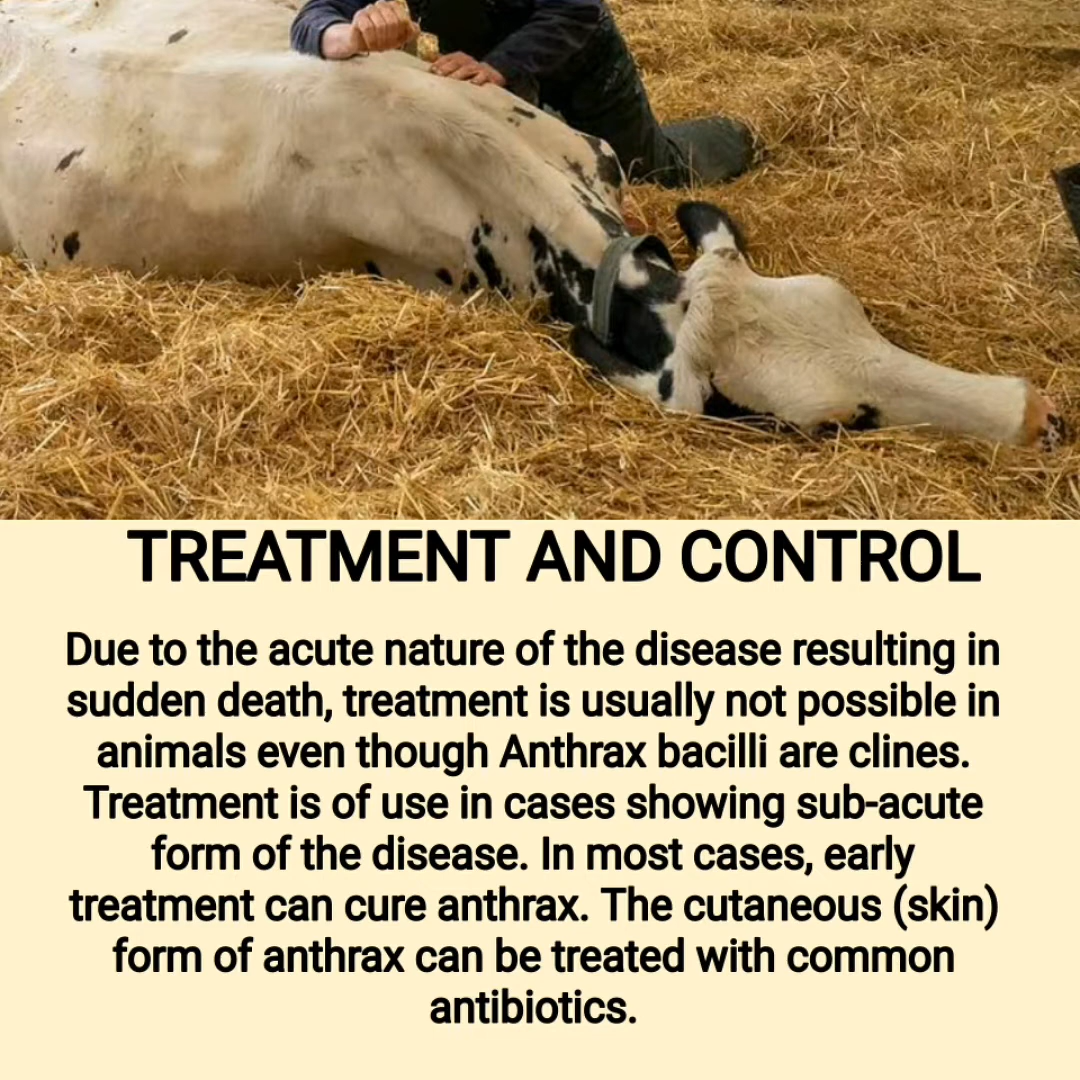 TREATMENT AND CONTROL
Due to the acute nature of the disease resulting in
sudden death, treatment is usually not possible in
animals even though Anthrax bacilli are clines.
Treatment is of use in cases showing sub-acute
form of the disease. In most cases, early
treatment can cure anthrax. The cutaneous (skin)
form of anthrax can be treated with common
antibiotics.